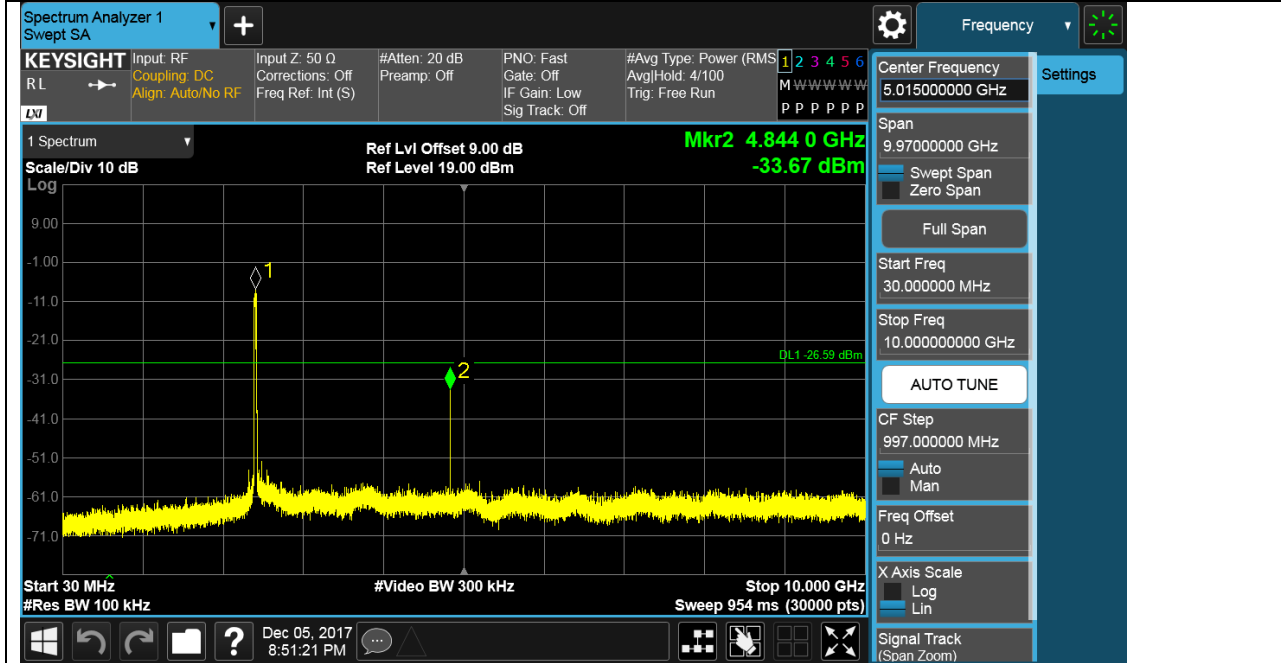 Spectrum Analyzer 1
Swept SA
Frequency
KEYSIGHT
R L
LXI
Input: RF
Coupling: DC
Align: Auto/No RF
Input Z: 50 Ω
Corrections: Off
Freq Ref: Int (S)
#Atten: 20 dB
Preamp: Off
PNO: Fast
Gate: Off
IF Gain: Low
Sig Track: Off
#Avg Type: Power (RMS
Avg|Hold: 4/100
Trig: Free Run
1 2 3 4 5 6
M W W W W W
P P P P P P
1 Spectrum
Scale/Div 10 dB
Log
Ref Lvl Offset 9.00 dB
Ref Level 19.00 dBm
Mkr2 4.844 0 GHz
-33.67 dBm
9.00
-1.00
-11.0
-21.0
-31.0
-41.0
-51.0
-61.0
-71.0
1
2
DL1 -26.59 dBm
Start 30 MHz
#Res BW 100 kHz
#Video BW 300 kHz
Stop 10.000 GHz
Sweep 954 ms (30000 pts)
?
Dec 05, 2017
8:51:21 PM
Center Frequency
5.015000000 GHz
Span
9.97000000 GHz
Swept Span
Zero Span
Full Span
Start Freq
30.000000 MHz
Stop Freq
10.000000000 GHz
AUTO TUNE
CF Step
997.000000 MHz
Auto
Man
Freq Offset
0 Hz
X Axis Scale
Log
Lin
Signal Track
(Span Zoom)
Settings